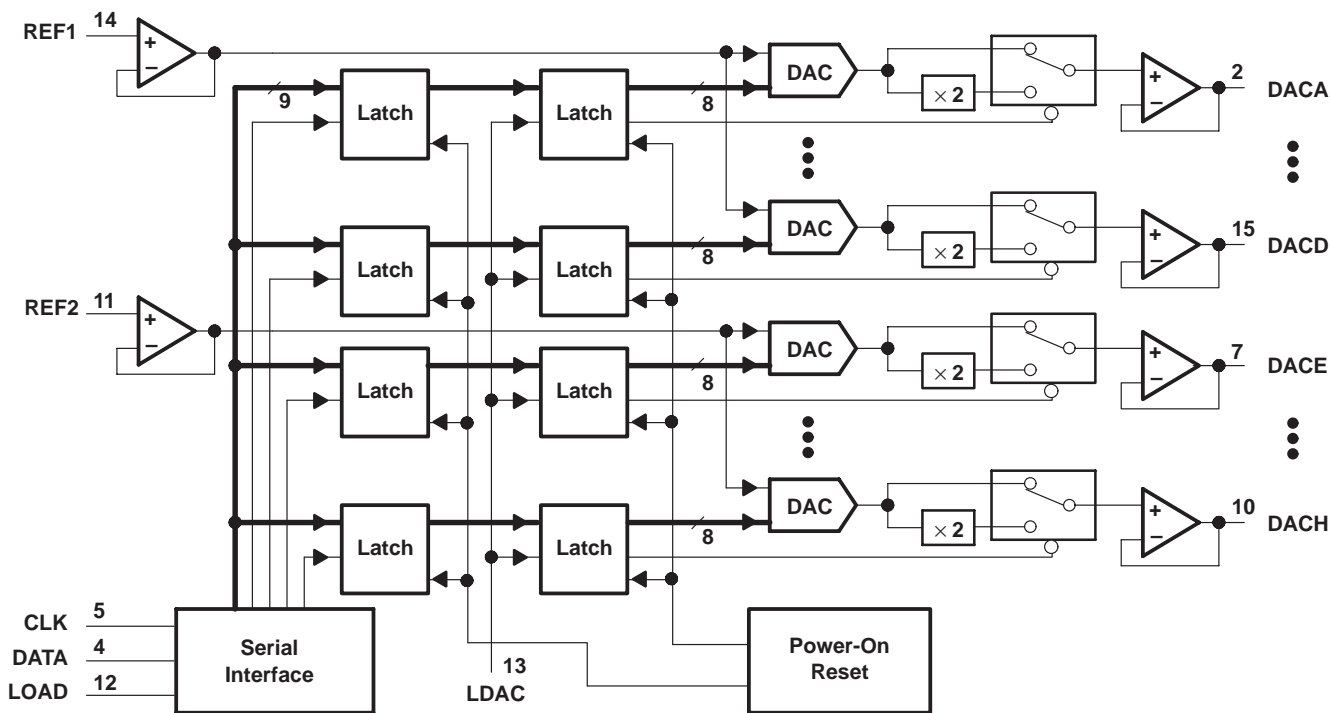 REF1 14
+
−
DAC
× 2
+
−
2 DACA
9
Latch
Latch
8
DAC
× 2
+
−
15 DACD
Latch
Latch
8
REF2 11
+
−
DAC
× 2
+
−
7 DACE
Latch
Latch
8
DAC
× 2
+
−
10 DACH
Latch
Latch
8
CLK 5
DATA 4
LOAD 12
Serial
Interface
13
LDAC
Power-On
Reset